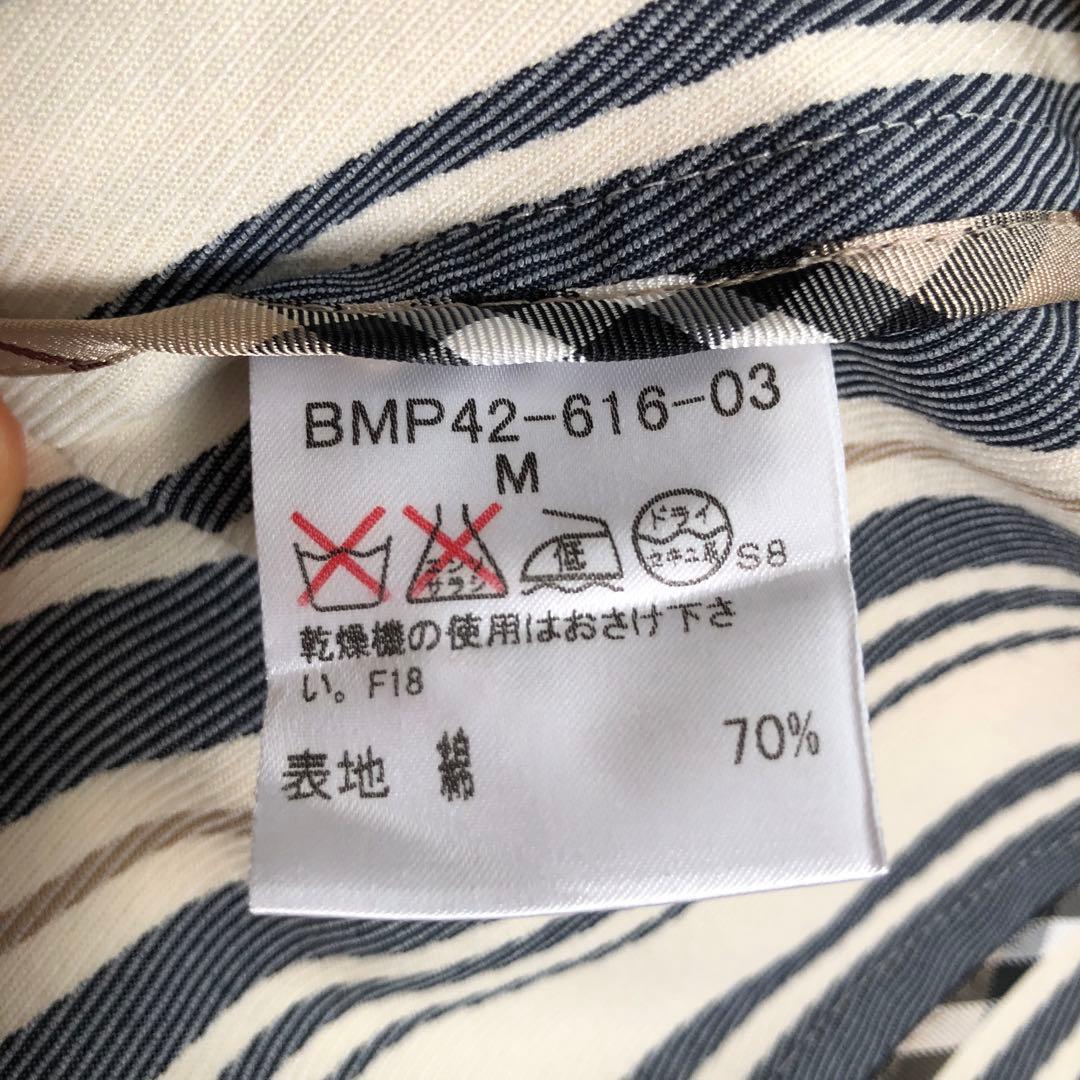 BMP42-616-03
M
エンソ
サラシ
低
ドライ
セキユ系
S8
乾燥機の使用はおさけ下さ
い。F18
表地 綿 70%